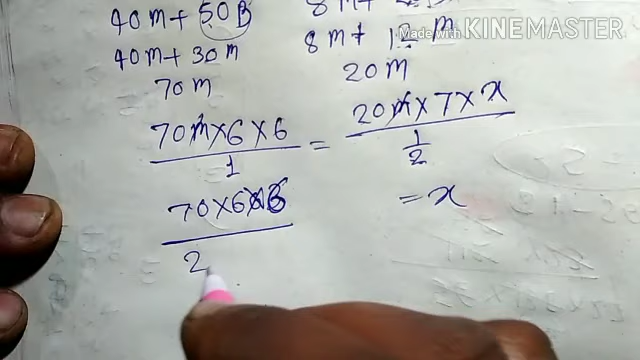 40m + 50B 8m +
40m + 30m 8m + 12m
Made with KINEMASTER
70m 20m
70m×6×6 / 1 = 20m×7×x / 1/2
70×6×6 = x
2